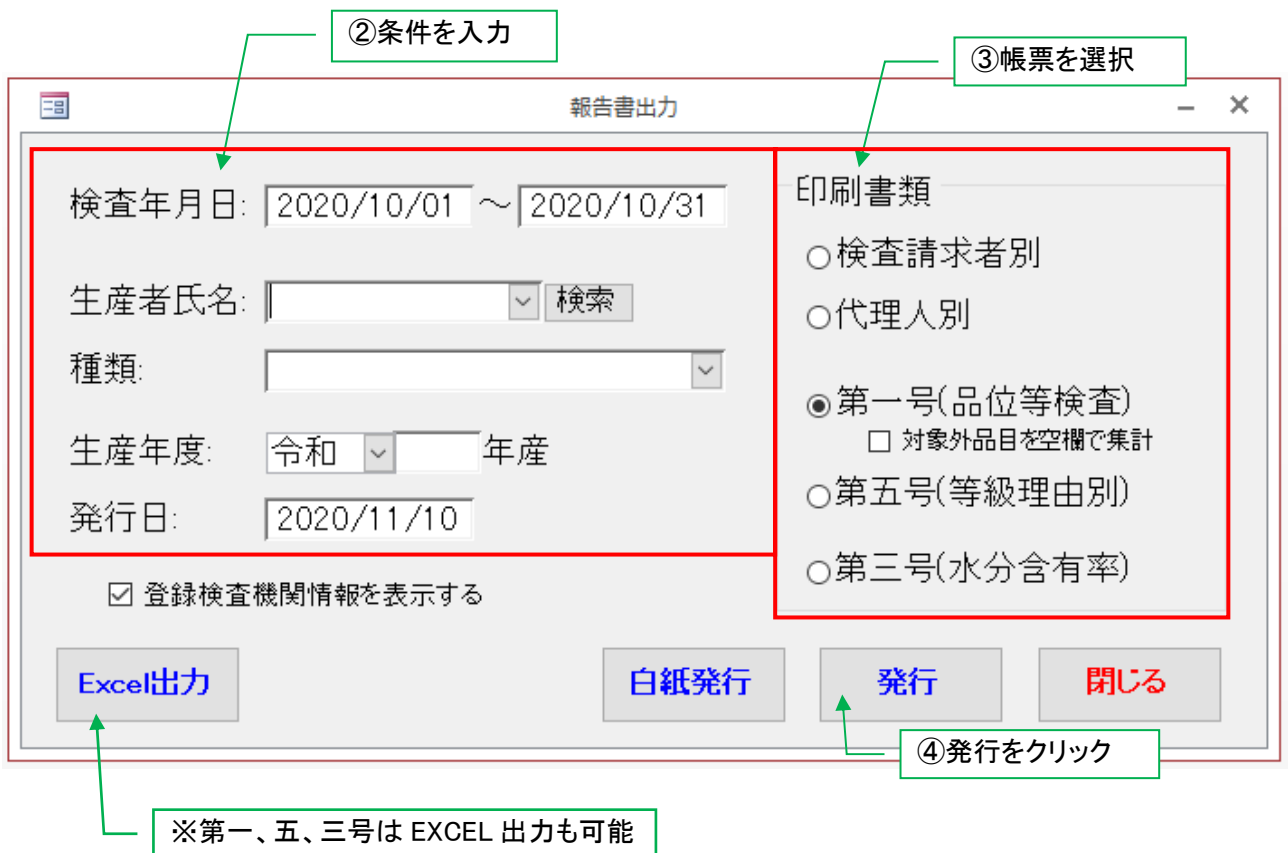 ②条件を入力
③帳票を選択
報告書出力
検査年月日: 2020/10/01 ～ 2020/10/31
生産者氏名: 検索
種類:
生産年度: 令和 年産
発行日: 2020/11/10
登録検査機関情報を表示する
印刷書類
検査請求者別
代理人別
第一号(品位等検査)
対象外品目を空欄で集計
第五号(等級理由別)
第三号(水分含有率)
Excel出力 白紙発行 発行 閉じる
④発行をクリック
※第一、五、三号は EXCEL 出力も可能